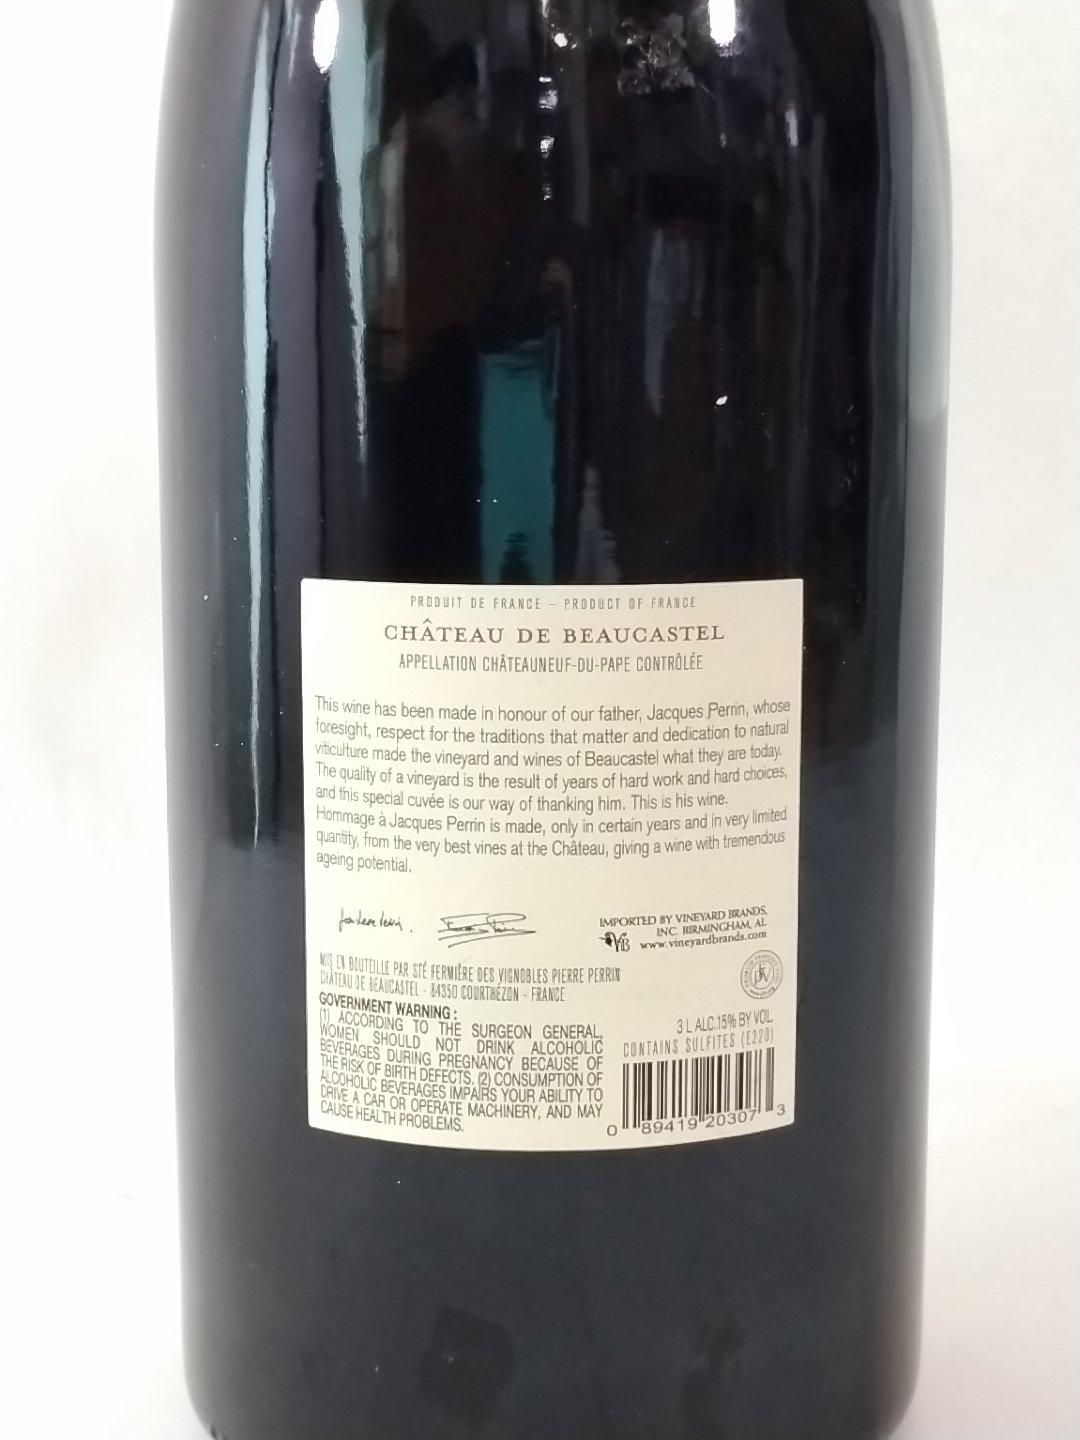 PRODUIT DE FRANCE – PRODUCT OF FRANCE
CHÂTEAU DE BEAUCASTEL
APPELLATION CHÂTEAUNEUF-DU-PAPE CONTRÔLÉE
This wine has been made in honour of our father, Jacques Perrin, whose
foresight, respect for the traditions that matter and dedication to natural
viticulture made the vineyard and wines of Beaucastel what they are today.
The quality of a vineyard is the result of years of hard work and hard choices,
and this special cuvée is our way of thanking him. This is his wine.
Hommage à Jacques Perrin is made, only in certain years and in very limited
quantity, from the very best vines at the Château, giving a wine with tremendous
ageing potential.
IMPORTED BY VINEYARD BRANDS,
INC. BIRMINGHAM, AL
VB www.vineyardbrands.com
MIS EN BOUTEILLE PAR STÉ FERMIÈRE DES VIGNOBLES PIERRE PERRIN
CHÂTEAU DE BEAUCASTEL - 84350 COURTHÉZON - FRANCE
GOVERNMENT WARNING :
(1) ACCORDING TO THE SURGEON GENERAL,
WOMEN SHOULD NOT DRINK ALCOHOLIC
BEVERAGES DURING PREGNANCY BECAUSE OF
THE RISK OF BIRTH DEFECTS. (2) CONSUMPTION OF
ALCOHOLIC BEVERAGES IMPAIRS YOUR ABILITY TO
DRIVE A CAR OR OPERATE MACHINERY, AND MAY
CAUSE HEALTH PROBLEMS.
3 L ALC.15% BY VOL.
CONTAINS SULFITES (E220)
0 89419 20307 3